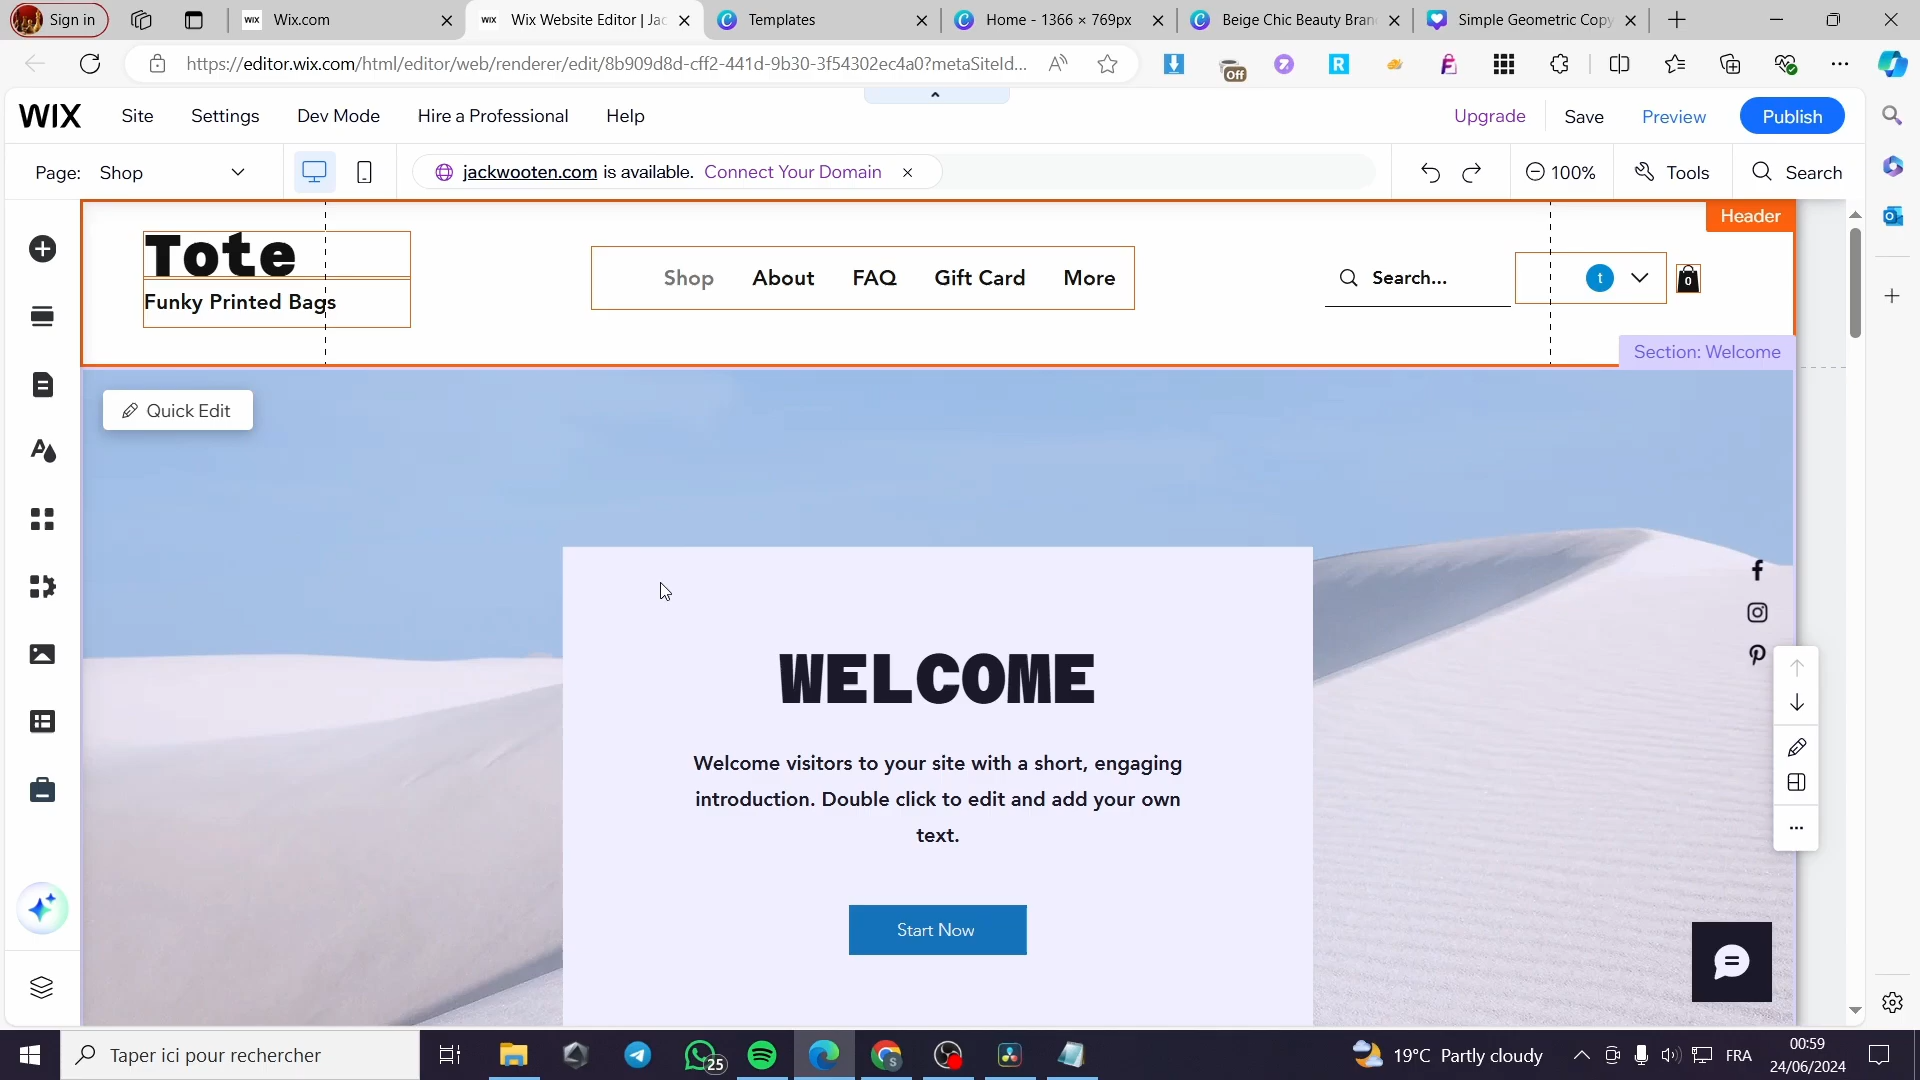 Sign in
WIX Wix.com
WIX Wix Website Editor | Jac
Templates
Home - 1366 × 769px
Beige Chic Beauty Bran
Simple Geometric Copy
https://editor.wix.com/html/editor/web/renderer/edit/8b909d8d-cff2-441d-9b30-3f54302ec4a0?metaSiteId...
Off
WIX Site Settings Dev Mode Hire a Professional Help Upgrade Save Preview Publish
Page: Shop jackwooten.com is available. Connect Your Domain 100% Tools Search
Header
Tote
Funky Printed Bags
Shop About FAQ Gift Card More Search... t 0
Section: Welcome
Quick Edit
WELCOME
Welcome visitors to your site with a short, engaging
introduction. Double click to edit and add your own
text.
Start Now
Taper ici pour rechercher
25
19°C Partly cloudy
FRA
00:59
24/06/2024